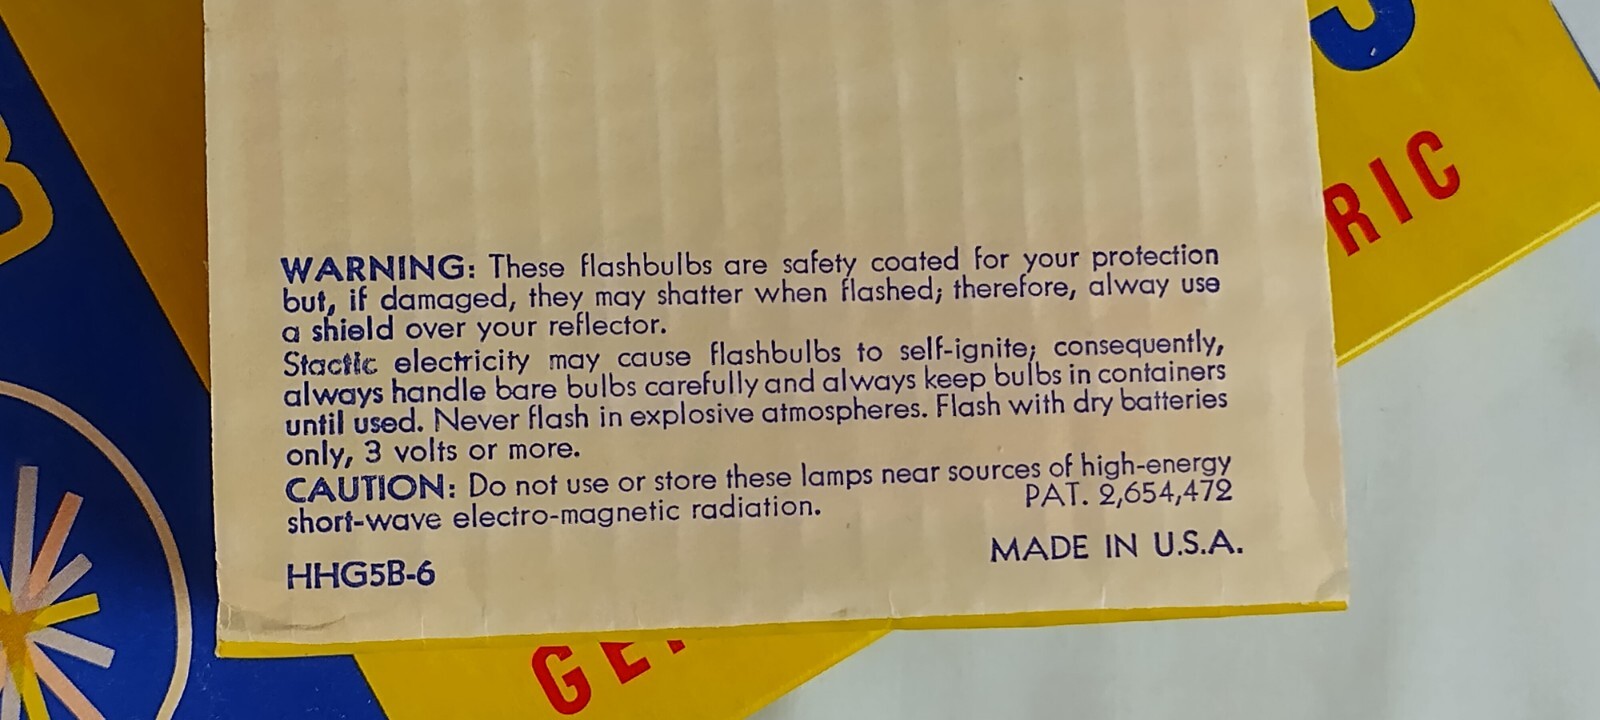 WARNING: These flashbulbs are safety coated for your protection
but, if damaged, they may shatter when flashed; therefore, alway use
a shield over your reflector.
Stactic electricity may cause flashbulbs to self-ignite; consequently,
always handle bare bulbs carefully and always keep bulbs in containers
until used. Never flash in explosive atmospheres. Flash with dry batteries
only, 3 volts or more.
CAUTION: Do not use or store these lamps near sources of high-energy
short-wave electro-magnetic radiation.
PAT. 2,654,472
MADE IN U.S.A.
HHG5B-6
RIC
GE